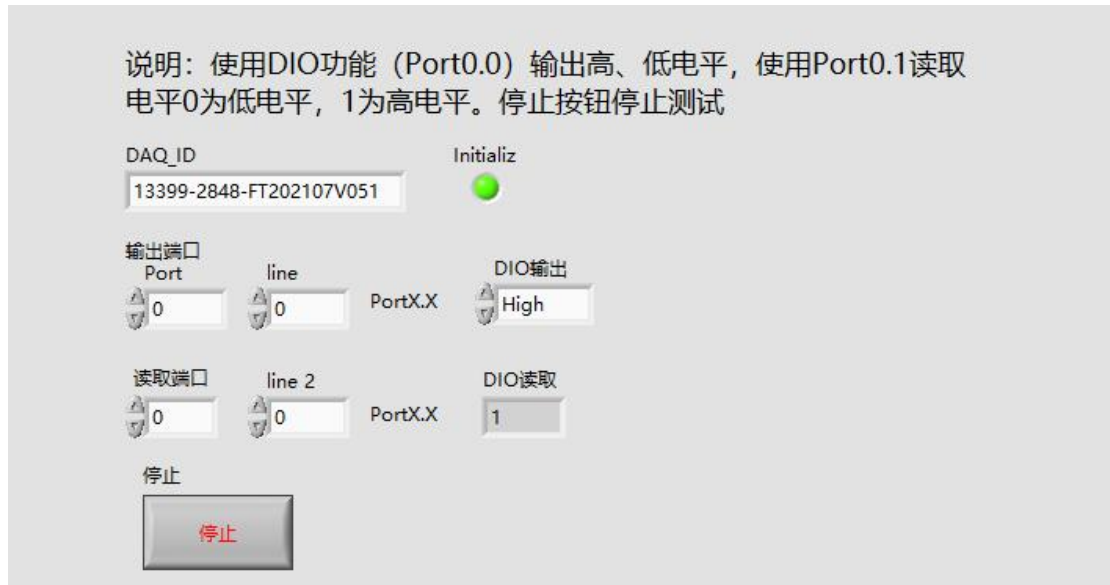 说明：使用DIO功能（Port0.0）输出高、低电平，使用Port0.1读取
电平0为低电平，1为高电平。停止按钮停止测试
DAQ_ID
Initializ
13399-2848-FT202107V051
输出端口
Port
line
DIO输出
0
0
PortX.X
High
读取端口
line 2
DIO读取
0
0
PortX.X
1
停止
停止